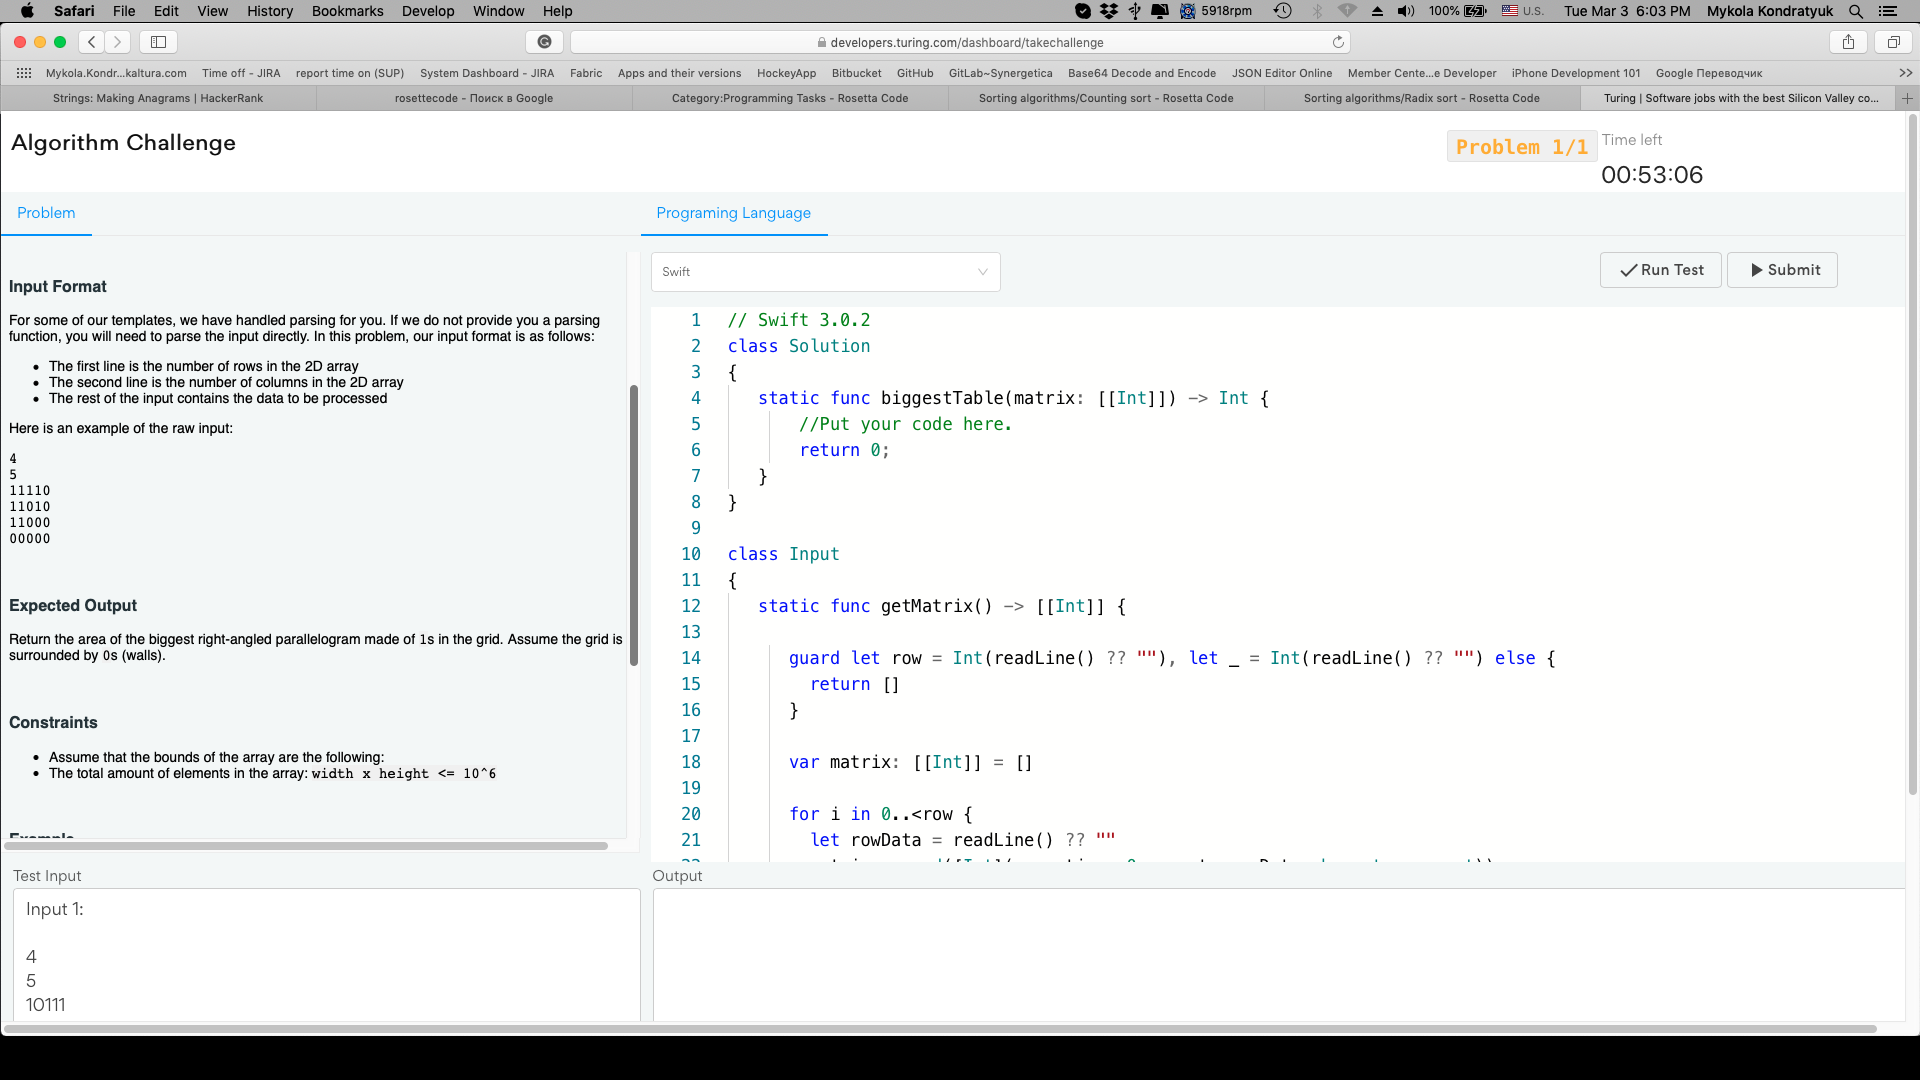 Safari File Edit View History Bookmarks Develop Window Help 5918rpm 100% U.S. Tue Mar 3 6:03 PM Mykola Kondratyuk
developers.turing.com/dashboard/takechallenge
Mykola.Kondr...kaltura.com Time off - JIRA report time on (SUP) System Dashboard - JIRA Fabric Apps and their versions HockeyApp Bitbucket GitHub GitLab~Synergetica Base64 Decode and Encode JSON Editor Online Member Cente...e Developer iPhone Development 101 Google Переводчик
Strings: Making Anagrams | HackerRank rosettecode - Поиск в Google Category:Programming Tasks - Rosetta Code Sorting algorithms/Counting sort - Rosetta Code Sorting algorithms/Radix sort - Rosetta Code Turing | Software jobs with the best Silicon Valley co...
Algorithm Challenge
Problem 1/1
Time left
00:53:06
Problem
Input Format
For some of our templates, we have handled parsing for you. If we do not provide you a parsing
function, you will need to parse the input directly. In this problem, our input format is as follows:
• The first line is the number of rows in the 2D array
• The second line is the number of columns in the 2D array
• The rest of the input contains the data to be processed
Here is an example of the raw input:
4
5
11110
11010
11000
00000
Expected Output
Return the area of the biggest right-angled parallelogram made of 1s in the grid. Assume the grid is
surrounded by 0s (walls).
Constraints
• Assume that the bounds of the array are the following:
• The total amount of elements in the array: width x height <= 10^6
Programing Language
Swift
Run Test
Submit
1 // Swift 3.0.2
2 class Solution
3 {
4 static func biggestTable(matrix: [[Int]]) -> Int {
5 //Put your code here.
6 return 0;
7 }
8 }
9
10 class Input
11 {
12 static func getMatrix() -> [[Int]] {
13
14 guard let row = Int(readLine() ?? ""), let _ = Int(readLine() ?? "") else {
15 return []
16 }
17
18 var matrix: [[Int]] = []
19
20 for i in 0..<row {
21 let rowData = readLine() ?? ""
Test Input
Input 1:
4
5
10111
Output